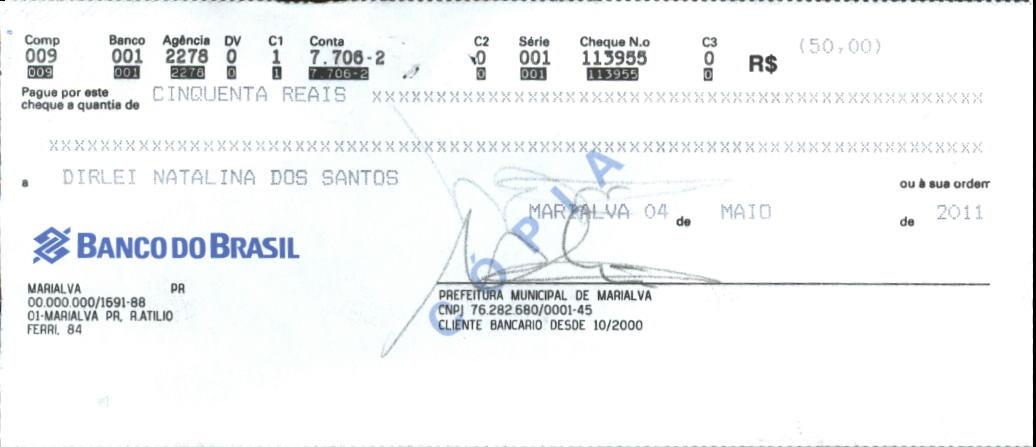 Comp Banco Agência DV C1 Conta C2 Série Cheque N.o C3
009 001 2278 0 1 7.706-2 0 001 113955 0 R$ (50,00)
009 001 2278 0 1 7.706-2 0 001 113955 0
Pague por este
cheque a quantia de CINQUENTA REAIS XXXXXXXXXXXXXXXXXXXXXXXXXXXXXXXXXXXXXXXXXXXXXXXXXXX
XXXXXXXXXXXXXXXXXXXXXXXXXXXXXXXXXXXXXXXXXXXXXXXXXXXXXXXXXXXXXXXXXXXXXXXXXXXXXX
a DIRLEI NATALINA DOS SANTOS ou à sua ordem
MARIALVA 04 de MAIO de 2011
BANCO DO BRASIL
MARIALVA PR
00.000.000/1691-88
01-MARIALVA PR, R.ATILIO
FERRI, 84
PREFEITURA MUNICIPAL DE MARIALVA
CNPJ 76.282.680/0001-45
CLIENTE BANCARIO DESDE 10/2000
CÓPIA